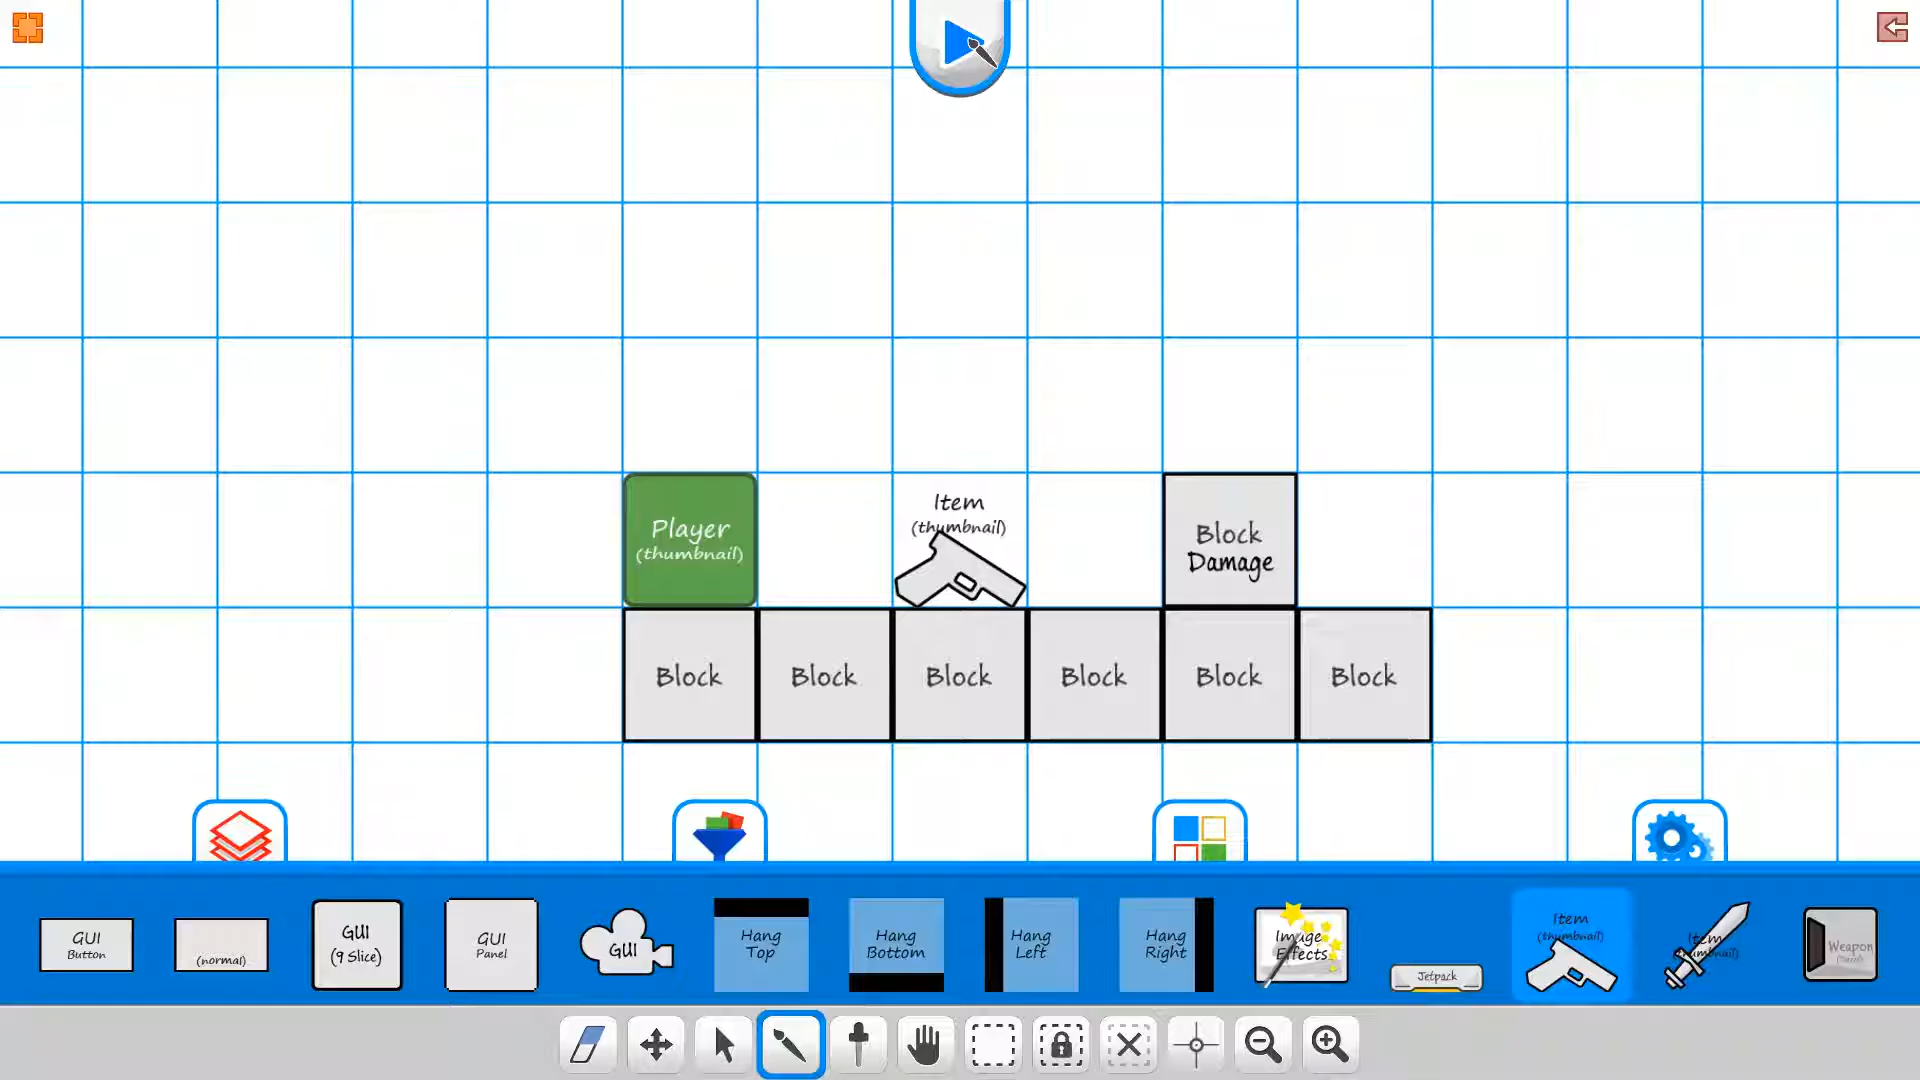 Item
(thumbnail)
Player
(thumbnail)
Block
Damage
Block
Block
Block
Block
Block
Block
GUI
Button
(normal)
GUI
(9 Slice)
GUI
Panel
GUI
Hang
Top
Hang
Bottom
Hang
Left
Hang
Right
Image
Effects
Jetpack
Item
(thumbnail)
Item
(thumbnail)
Weapon